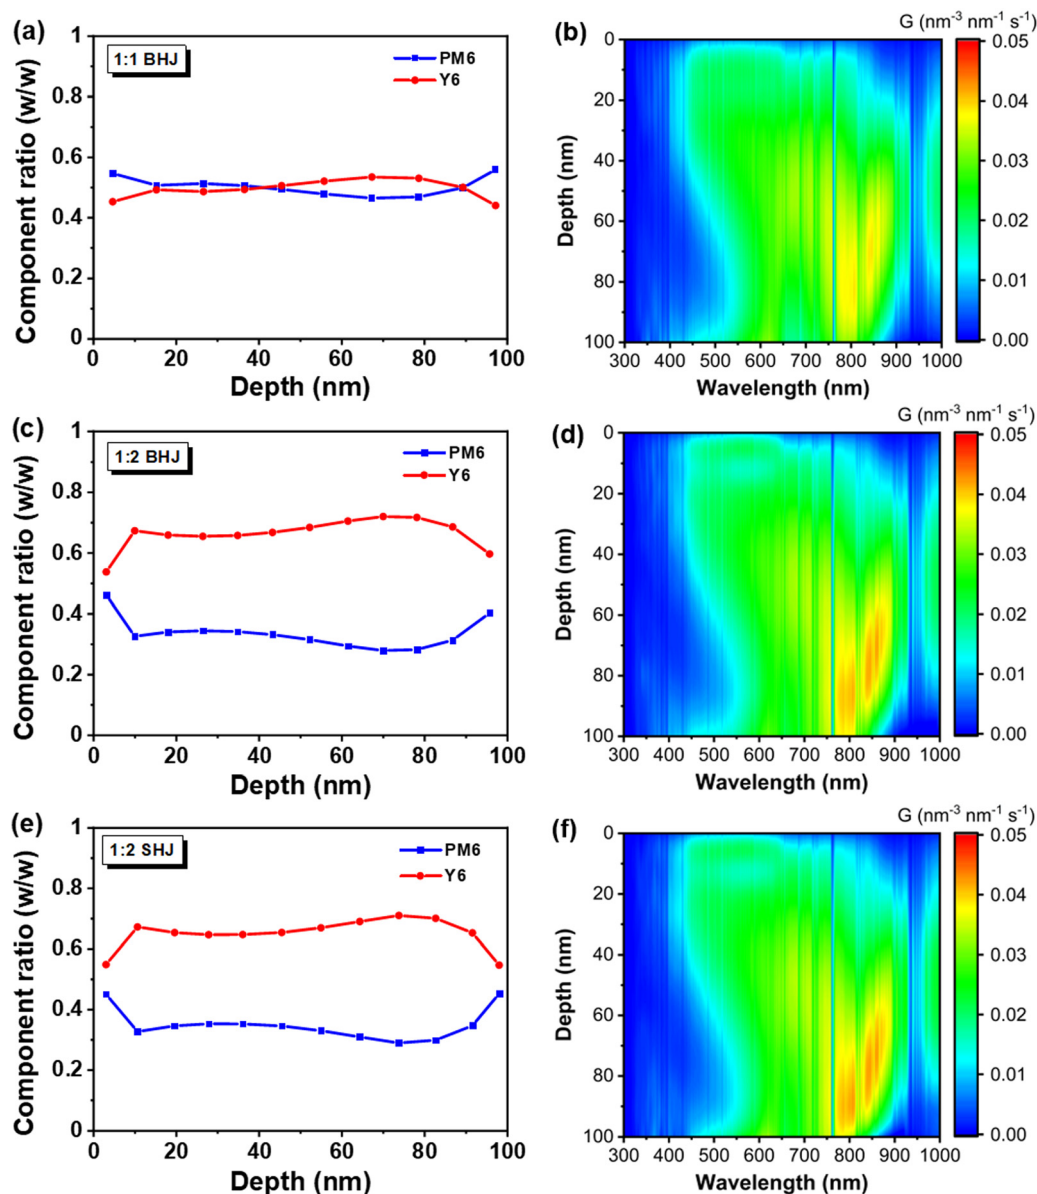 (a)
1:1 BHJ
PM6
Y6
Component ratio (w/w)
1
0.8
0.6
0.4
0.2
0
0 20 40 60 80 100
Depth (nm)
(b)
G (nm-3 nm-1 s-1)
Depth (nm)
0
20
40
60
80
100
300 400 500 600 700 800 900 1000
Wavelength (nm)
0.05
0.04
0.03
0.02
0.01
0.00
(c)
1:2 BHJ
PM6
Y6
Component ratio (w/w)
1
0.8
0.6
0.4
0.2
0
0 20 40 60 80 100
Depth (nm)
(d)
G (nm-3 nm-1 s-1)
Depth (nm)
0
20
40
60
80
100
300 400 500 600 700 800 900 1000
Wavelength (nm)
0.05
0.04
0.03
0.02
0.01
0.00
(e)
1:2 SHJ
PM6
Y6
Component ratio (w/w)
1
0.8
0.6
0.4
0.2
0
0 20 40 60 80 100
Depth (nm)
(f)
G (nm-3 nm-1 s-1)
Depth (nm)
0
20
40
60
80
100
300 400 500 600 700 800 900 1000
Wavelength (nm)
0.05
0.04
0.03
0.02
0.01
0.00